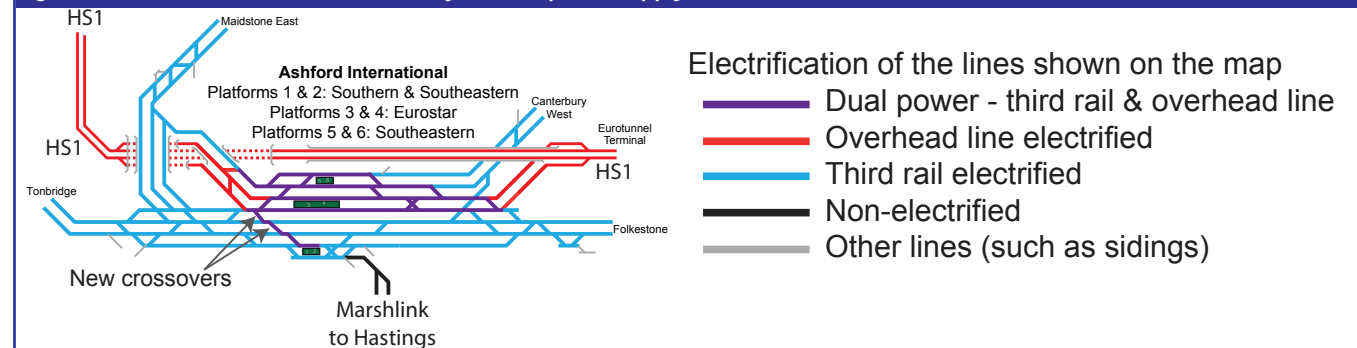 HS1
Maidstone East
Ashford International
Platforms 1 & 2: Southern & Southeastern
Platforms 3 & 4: Eurostar
Platforms 5 & 6: Southeastern
Canterbury
West
Eurotunnel
Terminal
HS1
HS1
Tonbridge
Folkestone
New crossovers
Marshlink
to Hastings
Electrification of the lines shown on the map
Dual power - third rail & overhead line
Overhead line electrified
Third rail electrified
Non-electrified
Other lines (such as sidings)